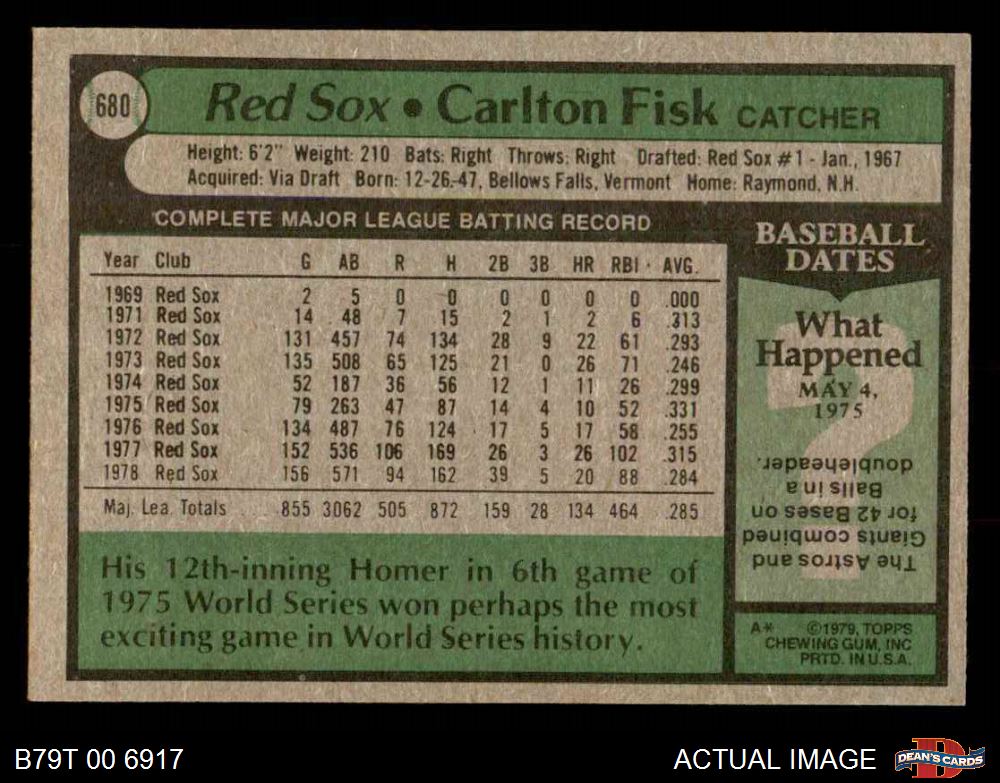 680
Red Sox • Carlton Fisk CATCHER
Height: 6'2" Weight: 210 Bats: Right Throws: Right Drafted: Red Sox #1 - Jan., 1967
Acquired: Via Draft Born: 12-26-47, Bellows Falls, Vermont Home: Raymond, N.H.
COMPLETE MAJOR LEAGUE BATTING RECORD
Year Club G AB R H 2B 3B HR RBI AVG.
1969 Red Sox 2 5 0 0 0 0 0 0 .000
1971 Red Sox 14 48 7 15 2 1 2 6 .313
1972 Red Sox 131 457 74 134 28 9 22 61 .293
1973 Red Sox 135 508 65 125 21 0 26 71 .246
1974 Red Sox 52 187 36 56 12 1 11 26 .299
1975 Red Sox 79 263 47 87 14 4 10 52 .331
1976 Red Sox 134 487 76 124 17 5 17 58 .255
1977 Red Sox 152 536 106 169 26 3 26 102 .315
1978 Red Sox 156 571 94 162 39 5 20 88 .284
Maj. Lea. Totals 855 3062 505 872 159 28 134 464 .285
His 12th-inning Homer in 6th game of
1975 World Series won perhaps the most
exciting game in World Series history.
BASEBALL
DATES
What
Happened
MAY 4,
1975
?
The Astros and
Giants combined
for 42 Bases on
Balls in a
doubleheader.
A* ©1979, TOPPS
CHEWING GUM, INC
PRTD. IN U.S.A.
B79T 00 6917
ACTUAL IMAGE
D
DEAN'S CARDS